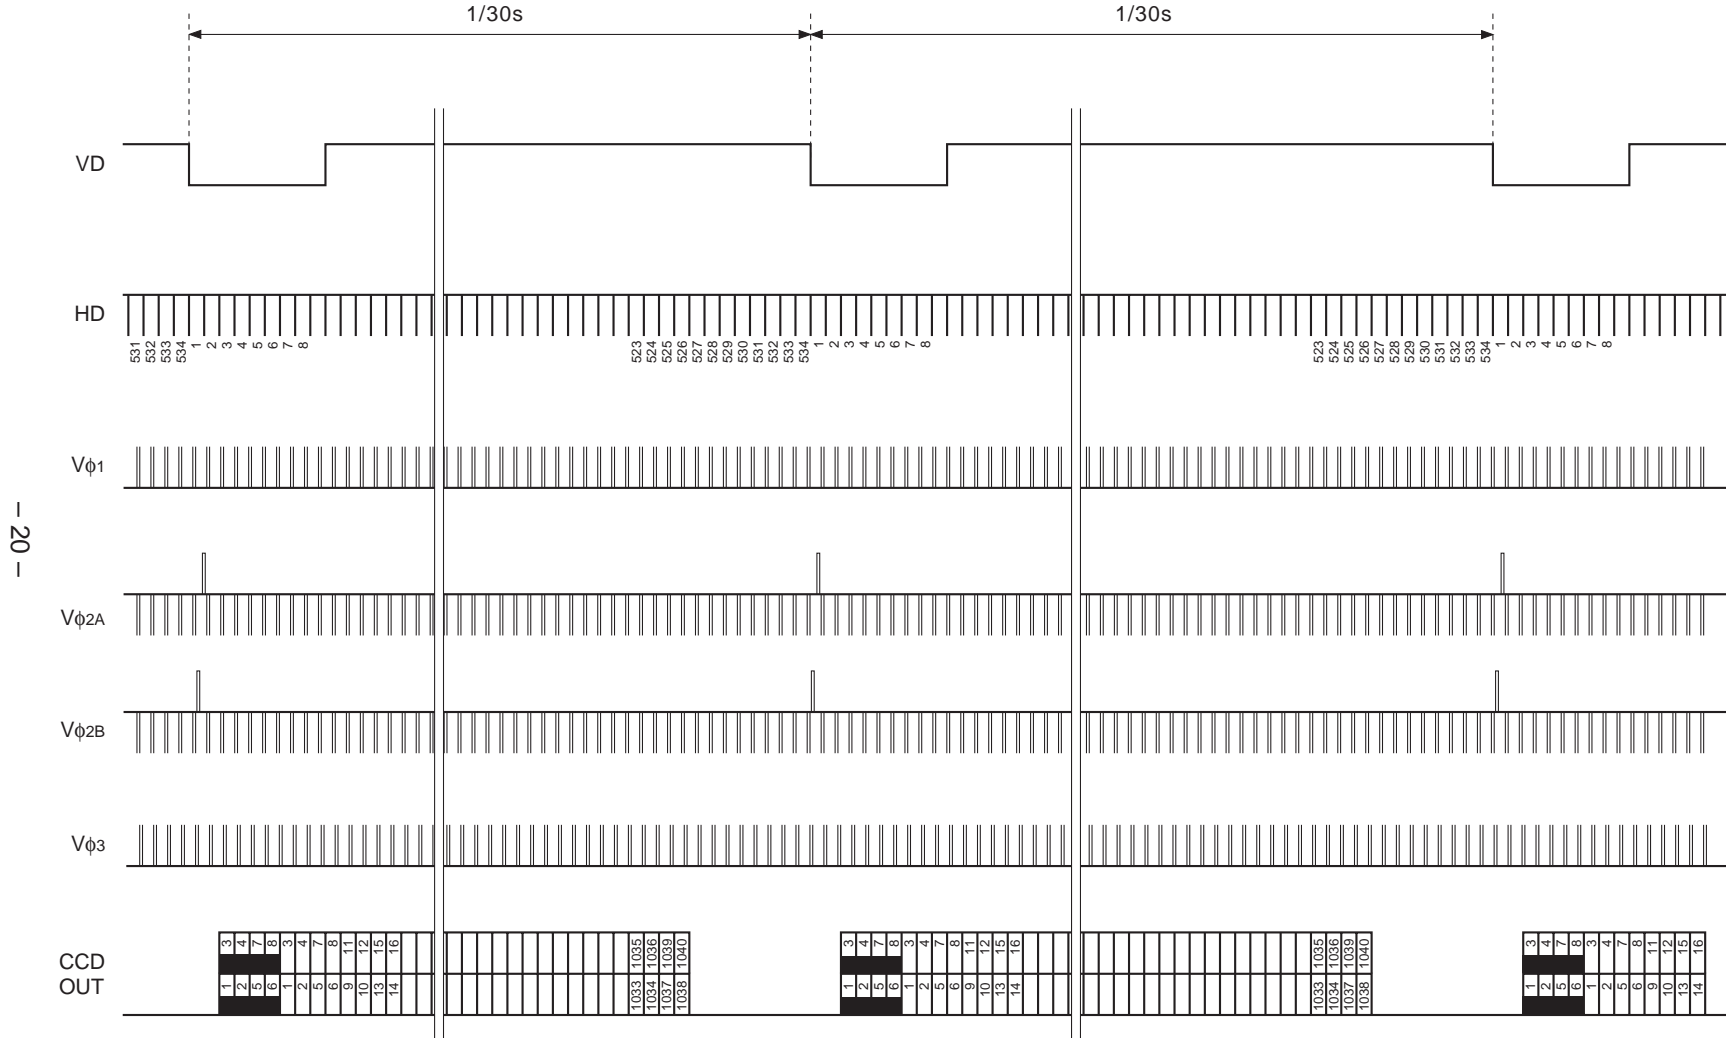 1/30s 1/30s
VD
HD
531 532 533 534 1 2 3 4 5 6 7 8 523 524 525 526 527 528 529 530 531 532 533 534 1 2 3 4 5 6 7 8 523 524 525 526 527 528 529 530 531 532 533 534 1 2 3 4 5 6 7 8
Vϕ1
– 20 –
Vϕ2A
Vϕ2B
Vϕ3
CCD
OUT
3 4 7 8 3 4 7 8 11 12 15 16 1035 1036 1039 1040 3 4 7 8 3 4 7 8 11 12 15 16 1035 1036 1039 1040 3 4 7 8 3 4 7 8 11 12 15 16
1 2 5 6 1 2 5 6 9 10 13 14 1033 1034 1037 1038 1 2 5 6 1 2 5 6 9 10 13 14 1033 1034 1037 1038 1 2 5 6 1 2 5 6 9 10 13 14